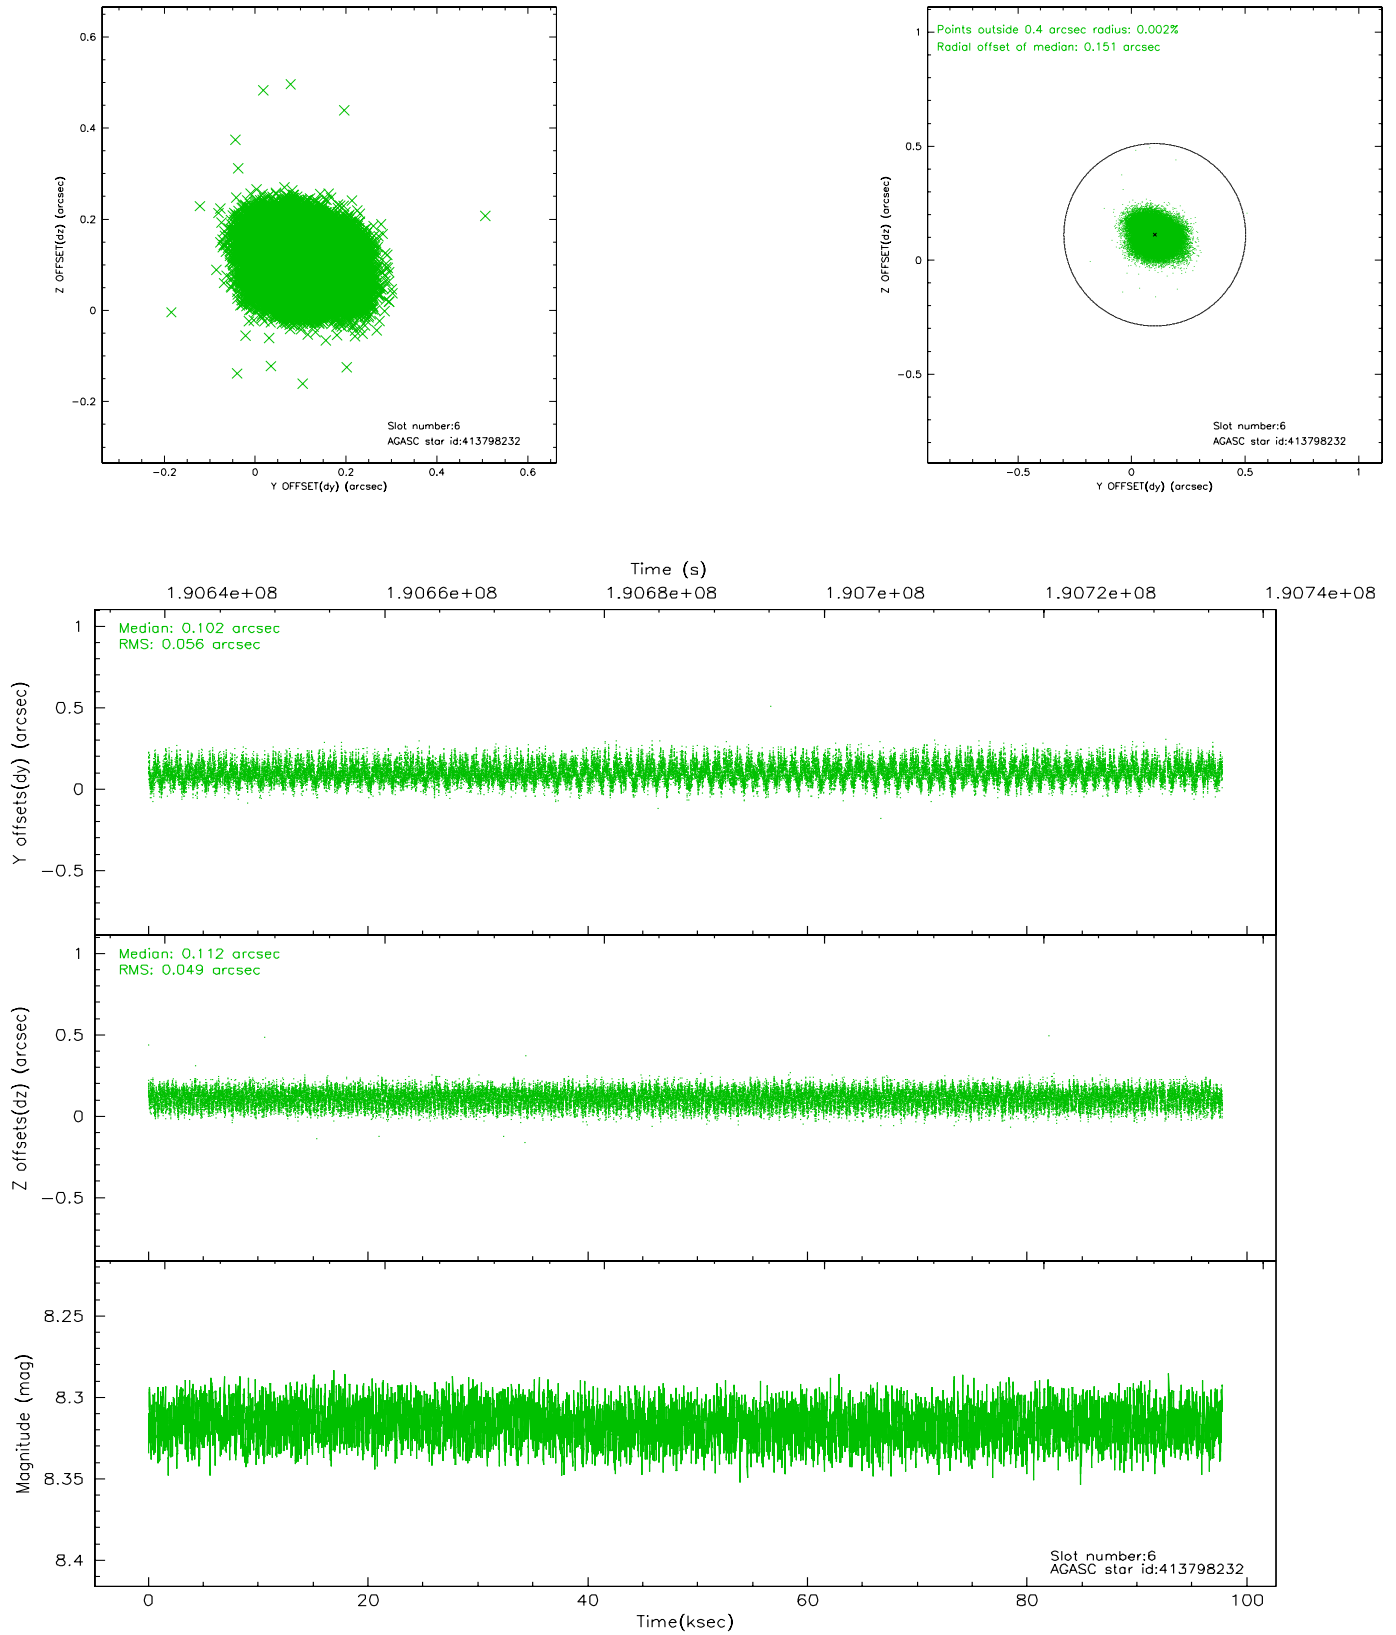 0.6
0.4
0.2
0
−0.2
Z OFFSET(dz) (arcsec)
Slot number:6
AGASC star id:413798232
−0.2 0 0.2 0.4 0.6
Y OFFSET(dy) (arcsec)
Points outside 0.4 arcsec radius: 0.002%
Radial offset of median: 0.151 arcsec
1
0.5
0
−0.5
Z OFFSET(dz) (arcsec)
Slot number:6
AGASC star id:413798232
−0.5 0 0.5 1
Y OFFSET(dy) (arcsec)
Time (s)
1.9064e+08 1.9066e+08 1.9068e+08 1.907e+08 1.9072e+08 1.9074e+08
Median: 0.102 arcsec
RMS: 0.056 arcsec
1
0.5
0
−0.5
Y offsets(dy) (arcsec)
Median: 0.112 arcsec
RMS: 0.049 arcsec
1
0.5
0
−0.5
Z offsets(dz) (arcsec)
8.25
8.3
8.35
8.4
Magnitude (mag)
Slot number:6
AGASC star id:413798232
0 20 40 60 80 100
Time(ksec)